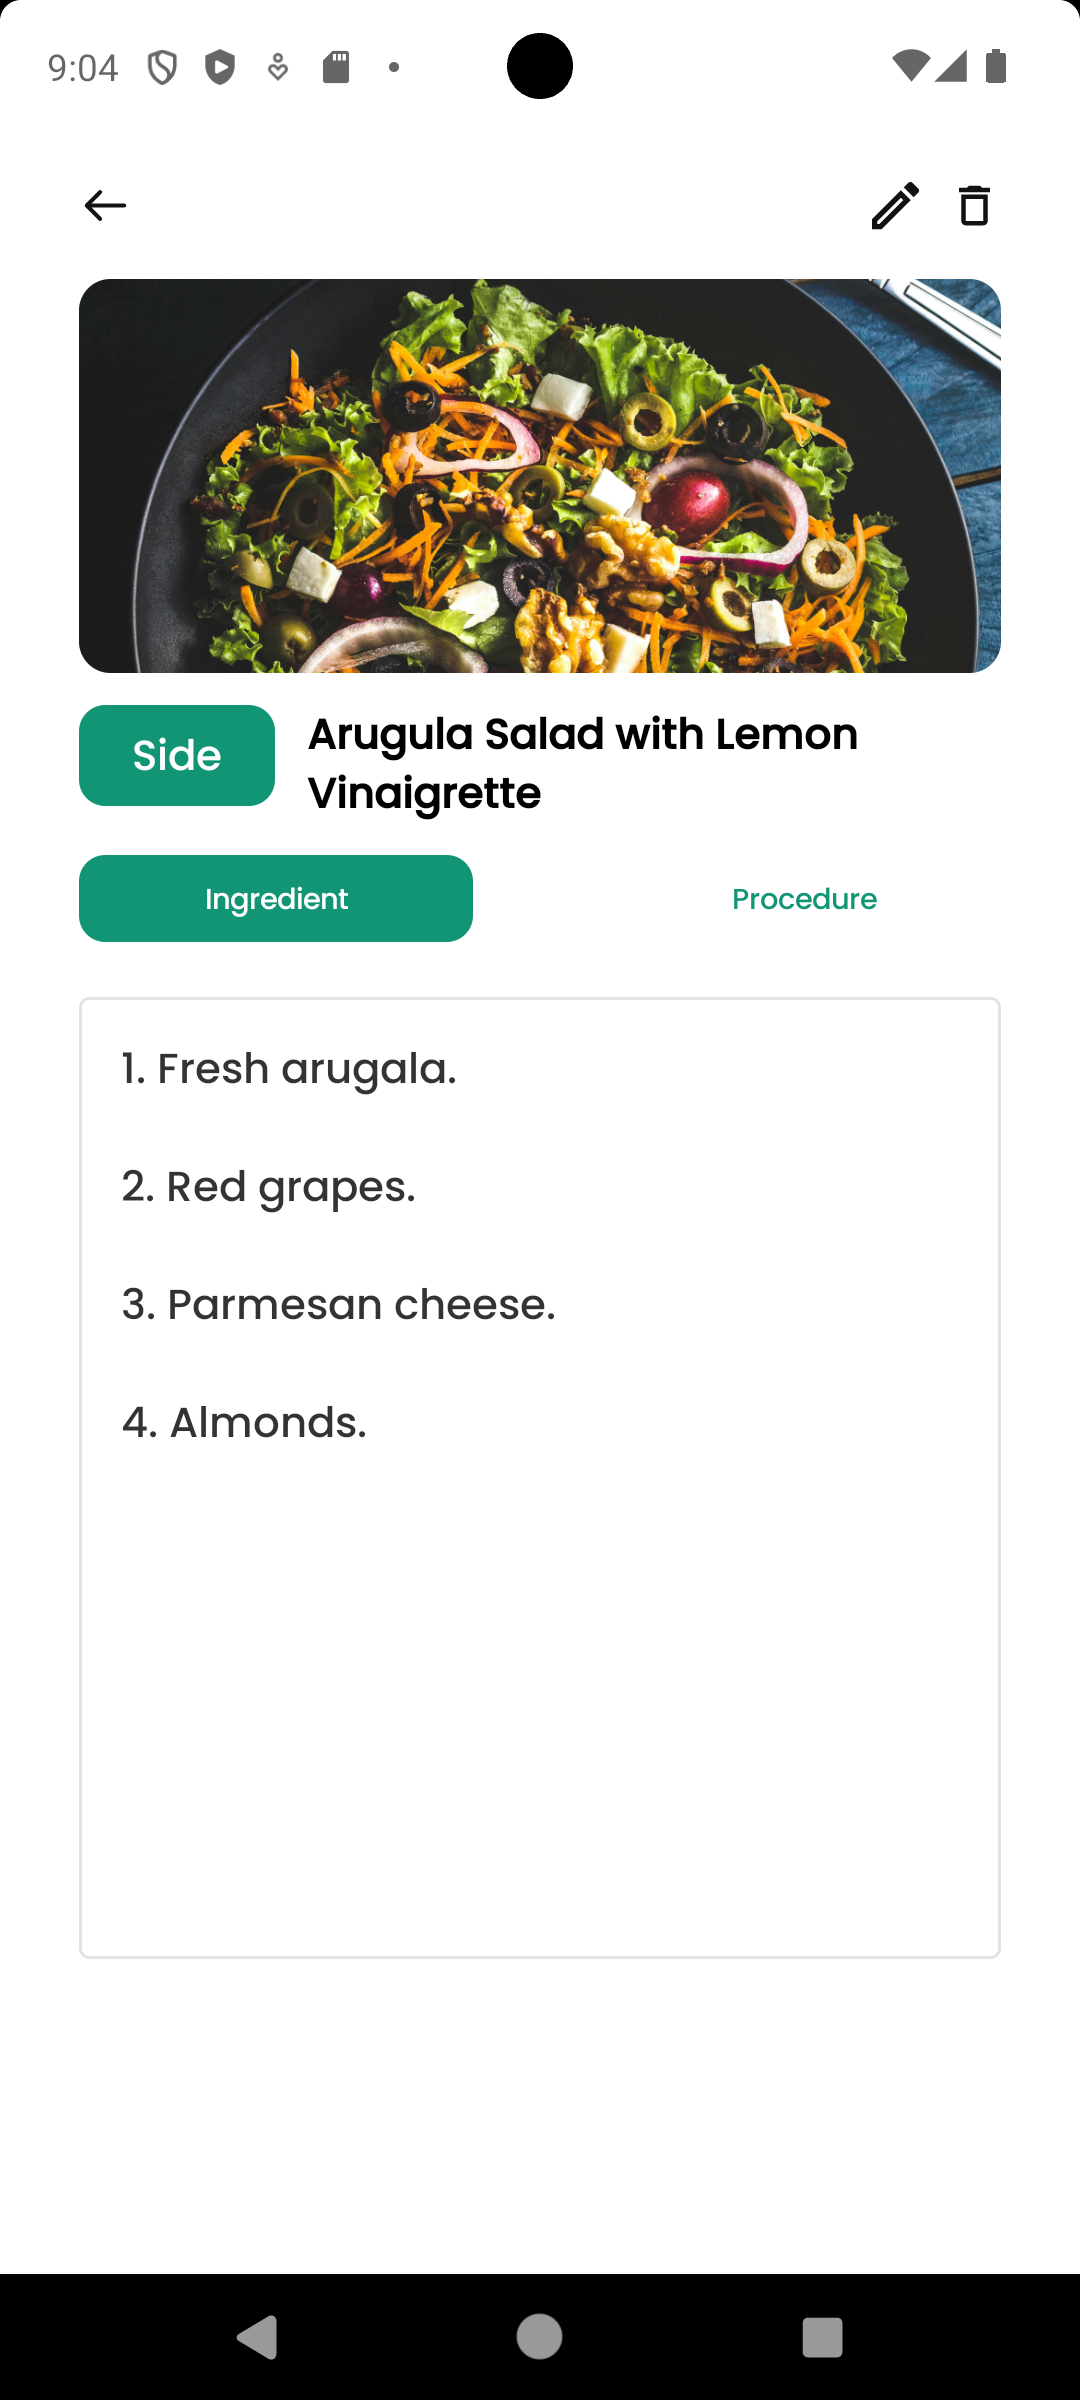 9:04
Side
Arugula Salad with Lemon
Vinaigrette
Ingredient
Procedure
1. Fresh arugala.
2. Red grapes.
3. Parmesan cheese.
4. Almonds.